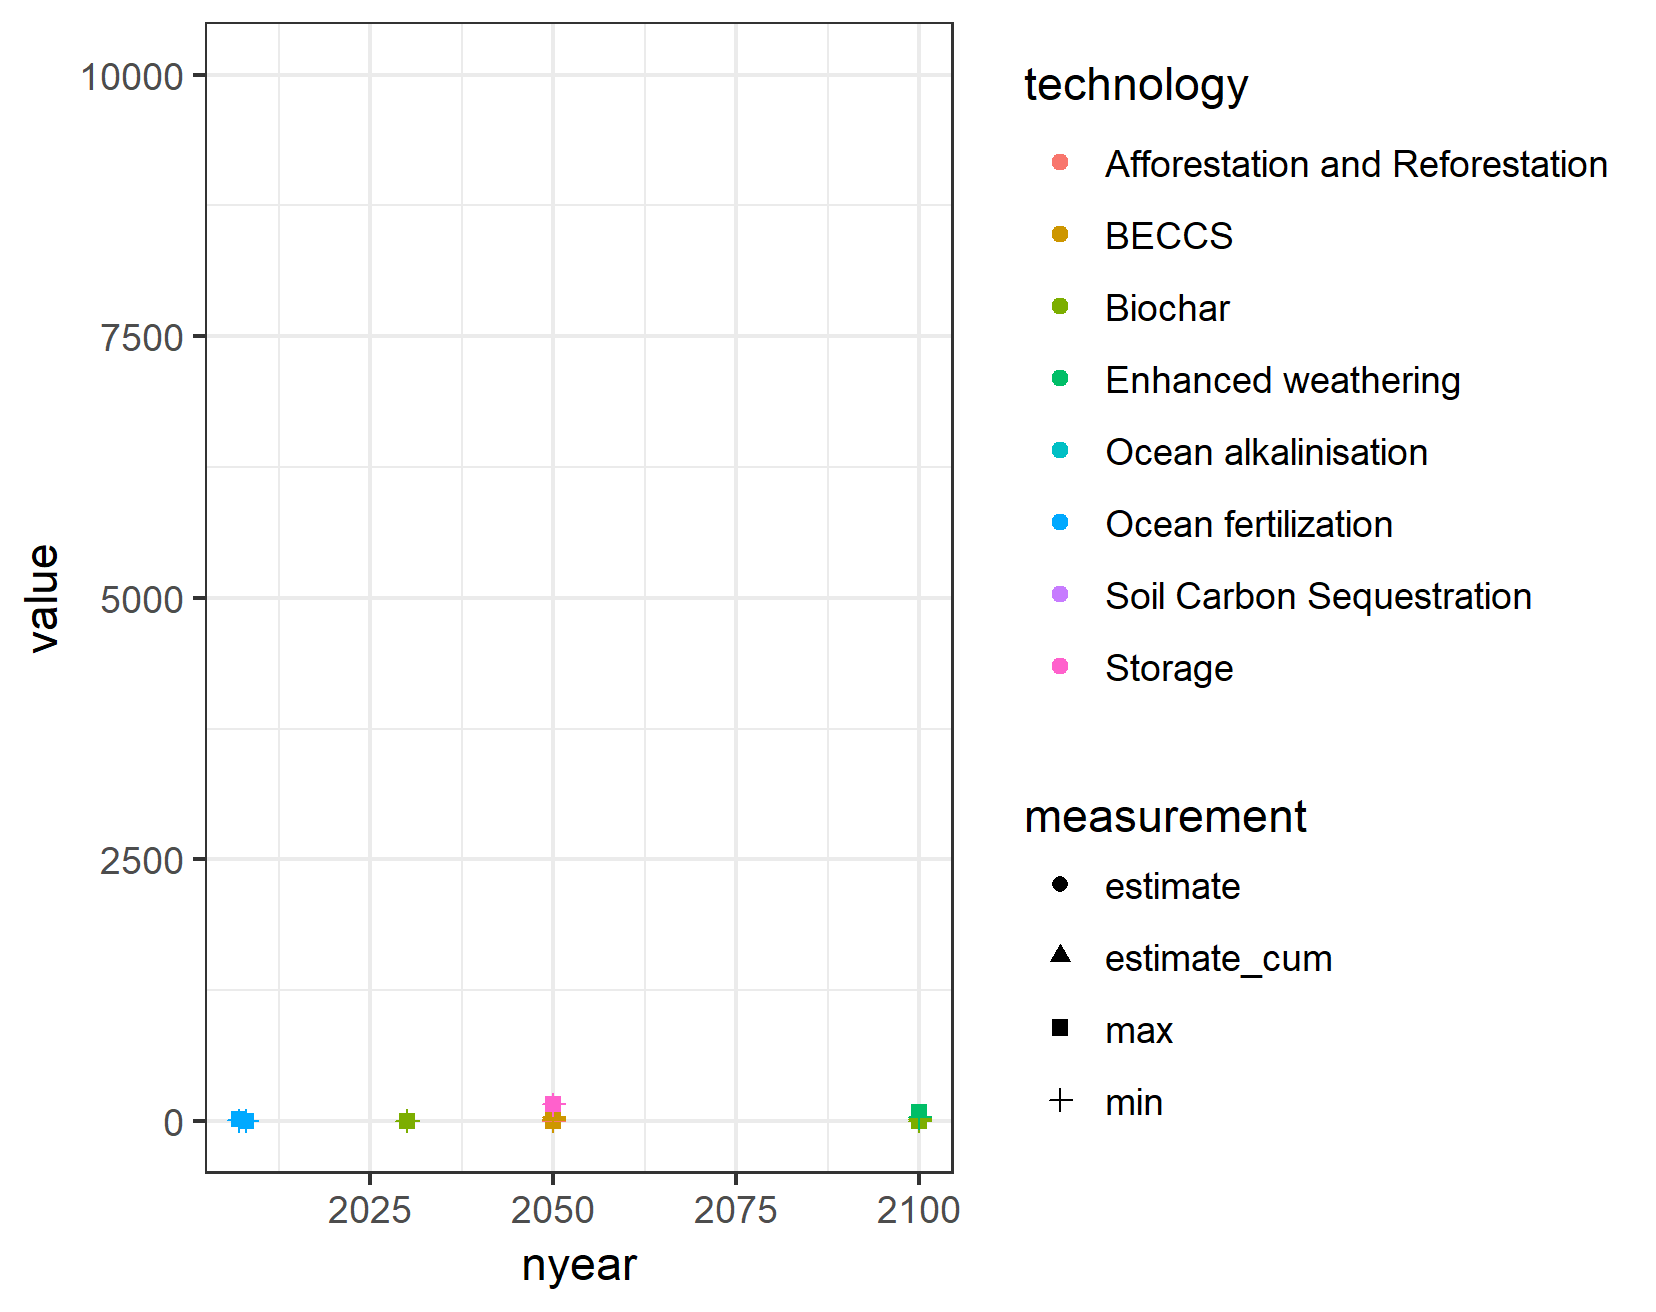 10000
7500
5000
2500
0
value
2025 2050 2075 2100
nyear
technology
Afforestation and Reforestation
BECCS
Biochar
Enhanced weathering
Ocean alkalinisation
Ocean fertilization
Soil Carbon Sequestration
Storage
measurement
estimate
estimate_cum
max
min